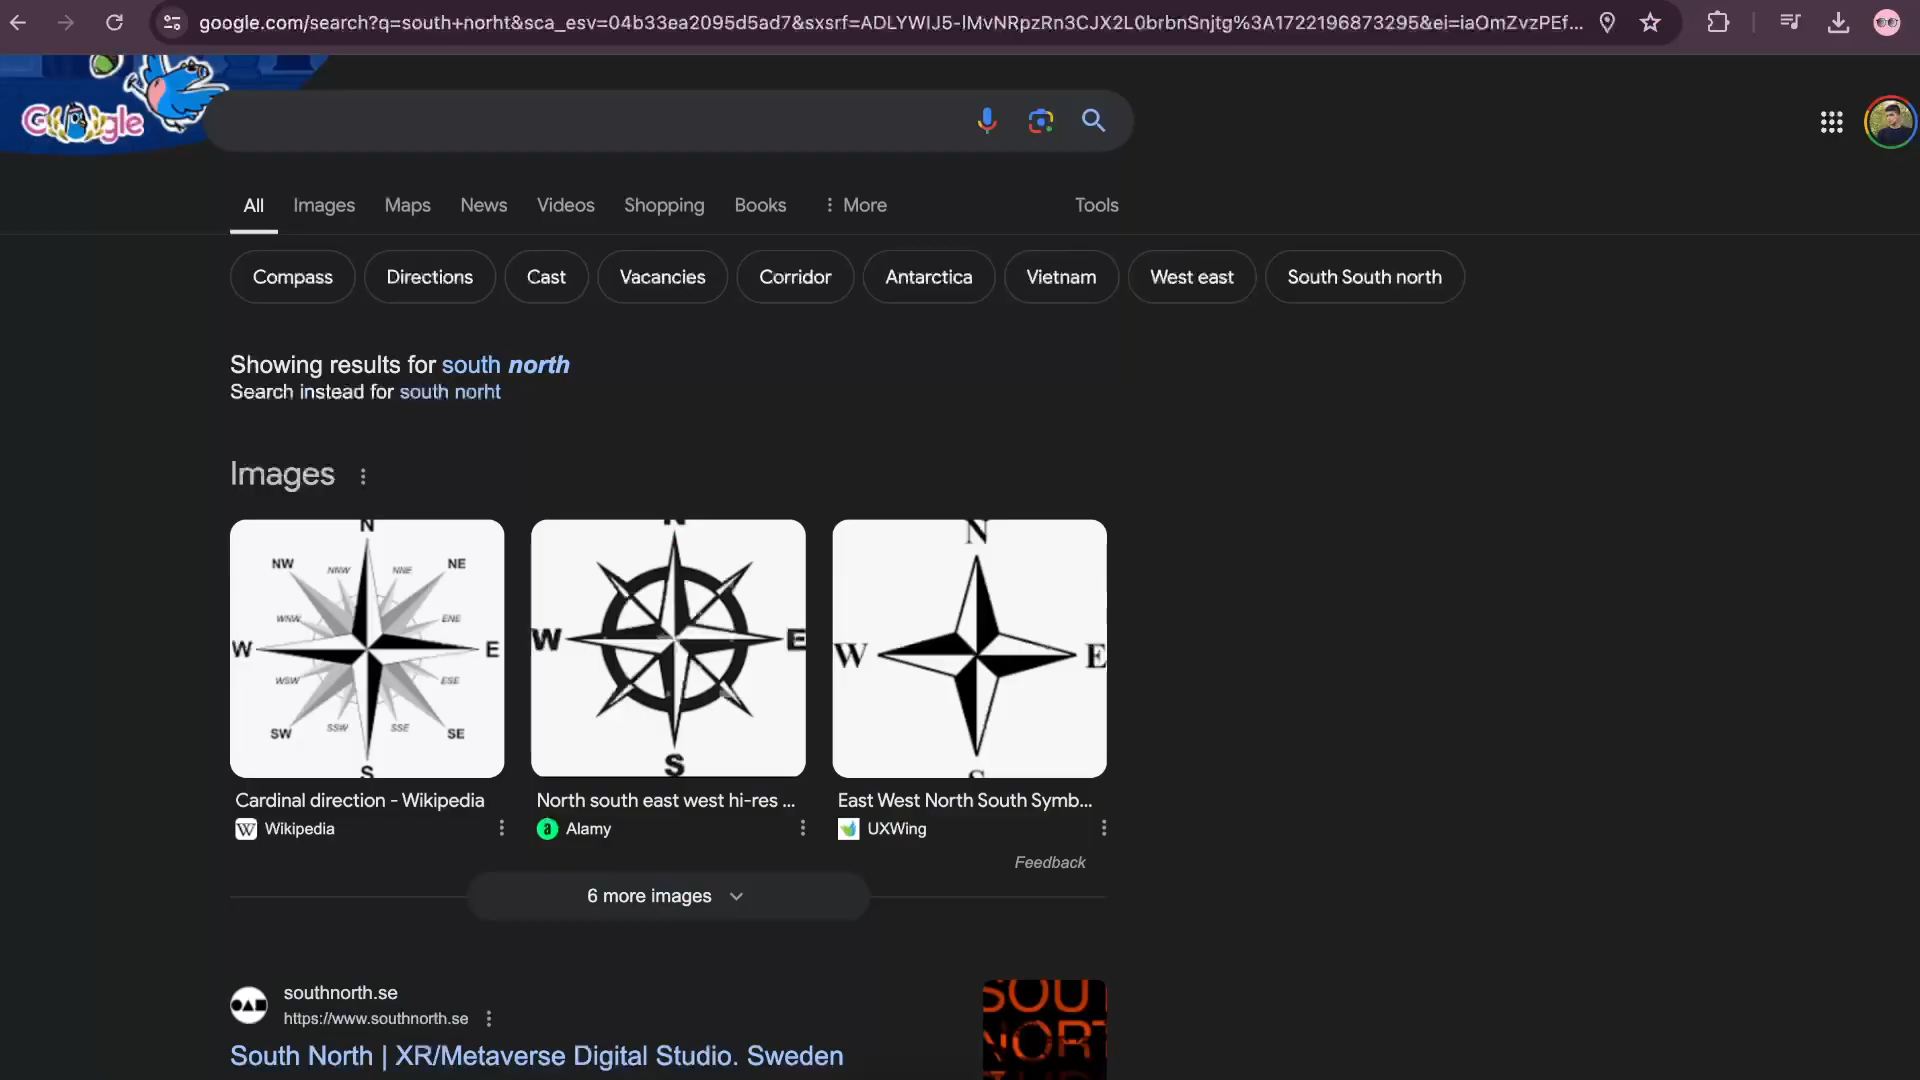 google.com/search?q=south+norht&sca_esv=04b33ea2095d5ad7&sxsrf=ADLYWIJ5-IMvNRpzRn3CJX2L0brbnSnjtg%3A1722196873295&ei=iaOmZvzPEf...
Google
All Images Maps News Videos Shopping Books More Tools
Compass Directions Cast Vacancies Corridor Antarctica Vietnam West east South South north
Showing results for south north
Search instead for south norht
Images
N
NW NNW NNE NE
WNW ENE
W E
WSW ESE
SW SSW SSE SE
S
N
W E
S
N
W E
S
Cardinal direction - Wikipedia
Wikipedia
North south east west hi-res ...
Alamy
East West North South Symb...
UXWing
Feedback
6 more images
southnorth.se
https://www.southnorth.se
South North | XR/Metaverse Digital Studio. Sweden
SOU
NORT